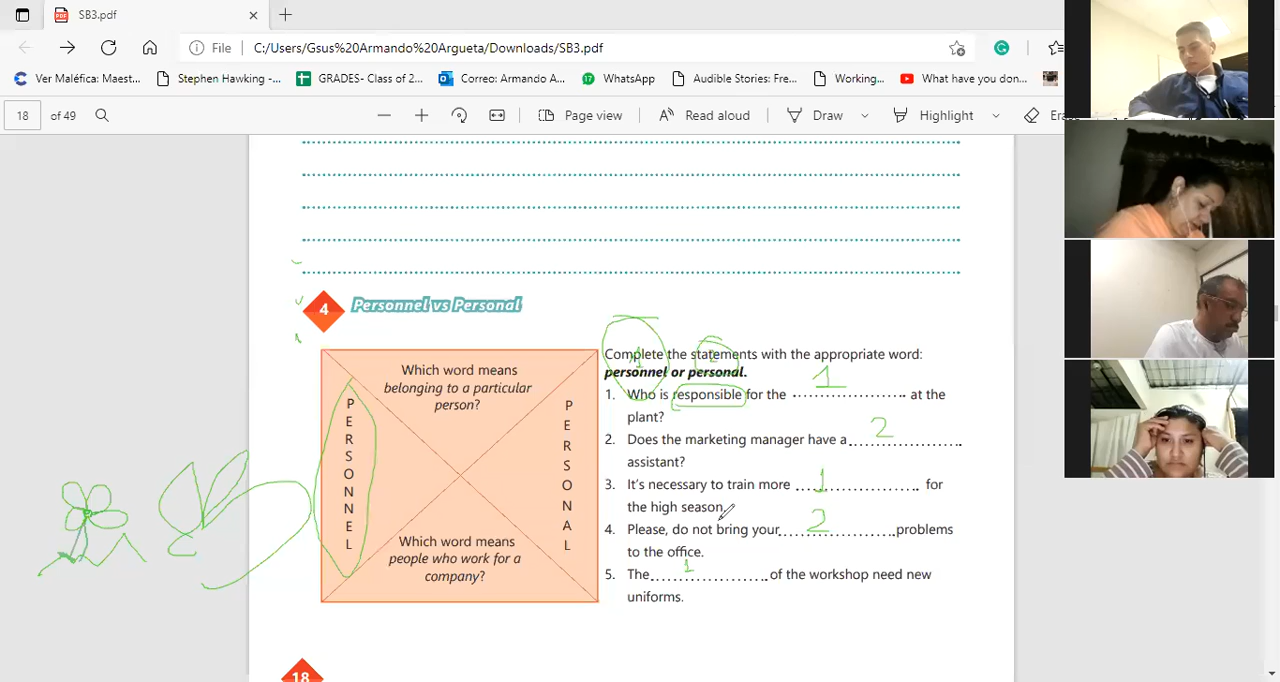 SB3.pdf
File
C:/Users/Gsus%20Armando%20Argueta/Downloads/SB3.pdf
Ver Maléfica: Maest...
Stephen Hawking -...
GRADES- Class of 2...
Correo: Armando A...
WhatsApp
Audible Stories: Fre...
Working...
What have you don...
18 of 49
Page view
Read aloud
Draw
Highlight
4 Personnel vs Personal
Which word means
belonging to a particular
person?
PERSONNEL
PERSONAL
Which word means
people who work for a
company?
1 2
Complete the statements with the appropriate word:
personnel or personal.
1. Who is responsible for the 1 at the
plant?
2. Does the marketing manager have a 2
assistant?
3. It's necessary to train more 1 for
the high season.
4. Please, do not bring your 2 problems
to the office.
5. The 1 of the workshop need new
uniforms.
18